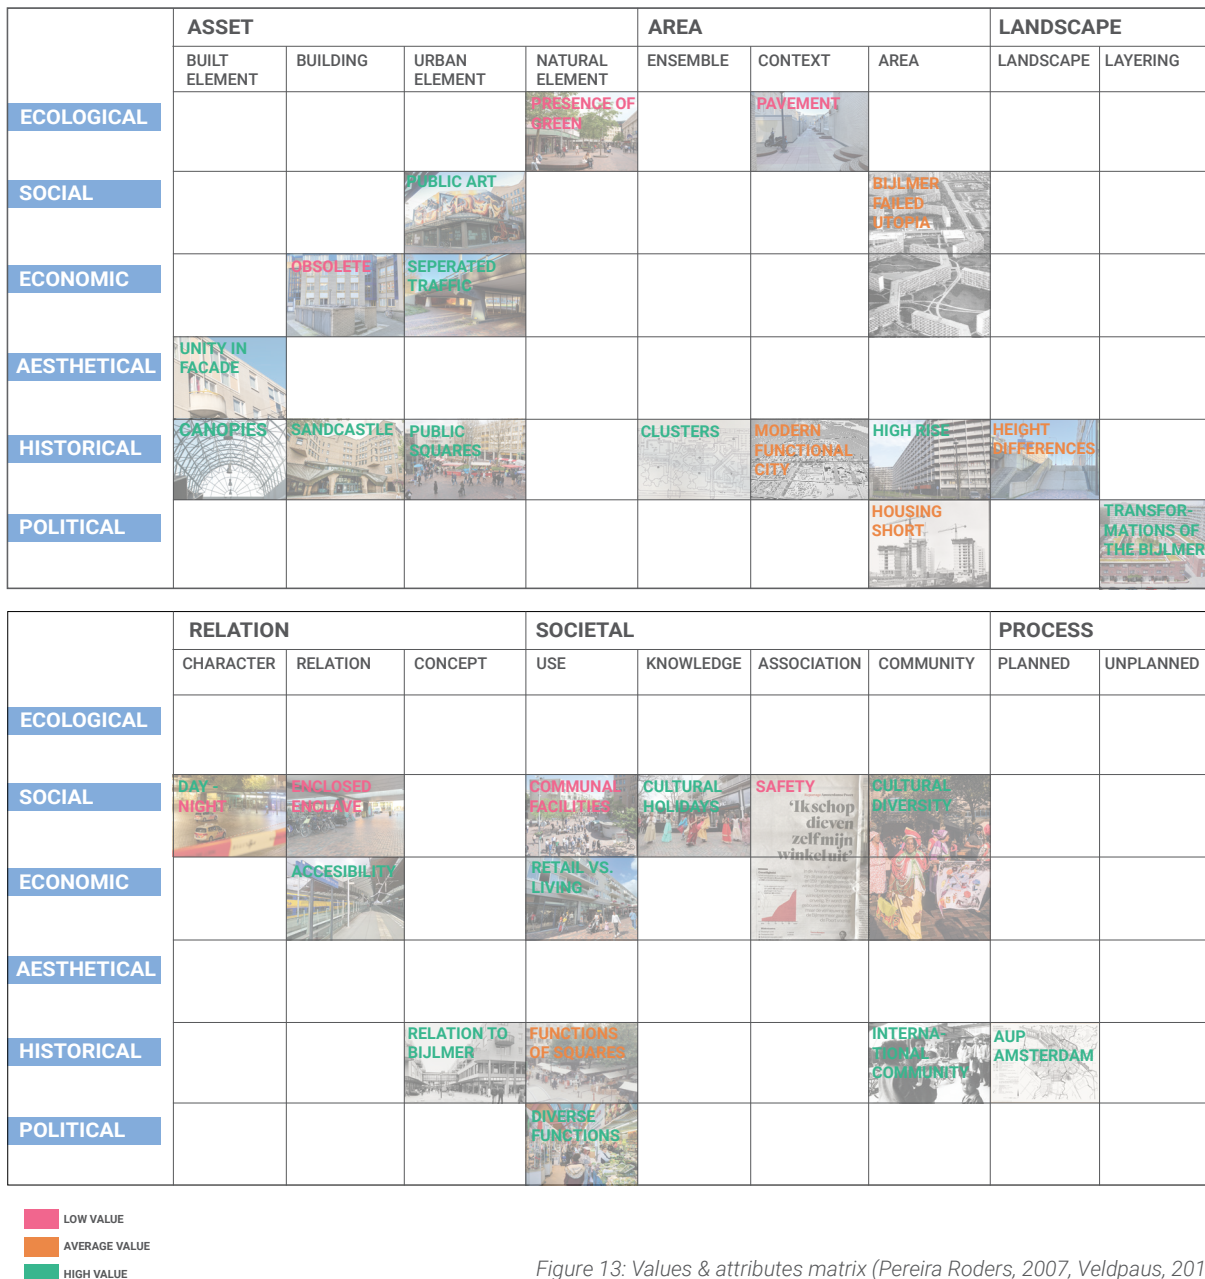 ASSET AREA LANDSCAPE
BUILT ELEMENT BUILDING URBAN ELEMENT NATURAL ELEMENT ENSEMBLE CONTEXT AREA LANDSCAPE LAYERING
ECOLOGICAL
PRESENCE OF
GREEN
PAVEMENT
SOCIAL
PUBLIC ART
BIJLMER
FAILED
UTOPIA
ECONOMIC
OBSOLETE
SEPERATED
TRAFFIC
AESTHETICAL
UNITY IN
FACADE
HISTORICAL
CANOPIES
SANDCASTLE
PUBLIC
SQUARES
CLUSTERS
MODERN
FUNCTIONAL
CITY
HIGH RISE
HEIGHT
DIFFERENCES
POLITICAL
HOUSING
SHORT
TRANSFOR-
MATIONS OF
THE BIJLMER
RELATION SOCIETAL PROCESS
CHARACTER RELATION CONCEPT USE KNOWLEDGE ASSOCIATION COMMUNITY PLANNED UNPLANNED
ECOLOGICAL
SOCIAL
DAY
NIGHT
ENCLOSED
ENCLAVE
COMMUNAL
FACILITIES
CULTURAL
HOLIDAYS
SAFETY
'Ik schop
dieven
zelf mijn
winkel uit'
CULTURAL
DIVERSITY
ECONOMIC
ACCESIBILITY
RETAIL VS.
LIVING
AESTHETICAL
HISTORICAL
RELATION TO
BIJLMER
FUNCTIONS
OF SQUARES
INTERNA-
TIONAL
COMMUNITY
AUP
AMSTERDAM
POLITICAL
DIVERSE
FUNCTIONS
LOW VALUE
AVERAGE VALUE
HIGH VALUE
Figure 13: Values & attributes matrix (Pereira Roders, 2007, Veldpaus, 201